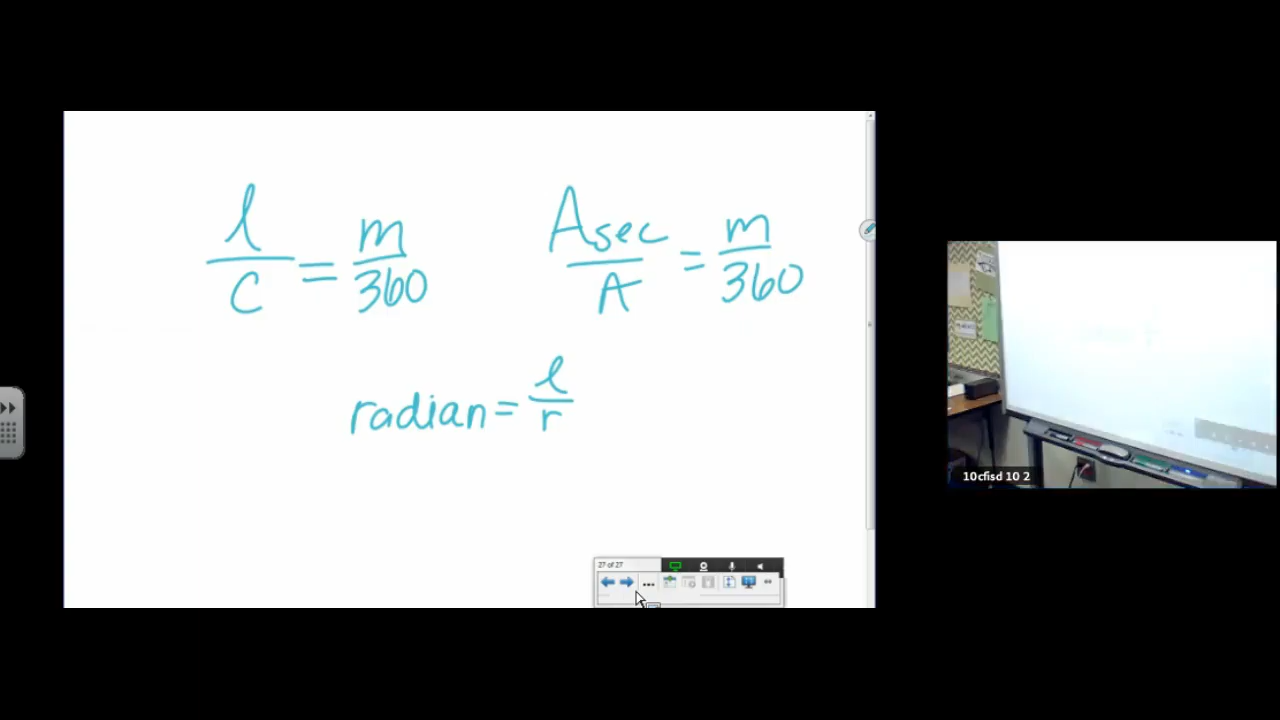 l/C = m/360
Asec/A = m/360
radian = l/r
27 of 27
10cfisd 10 2